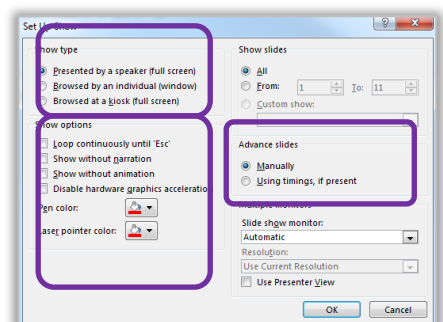 Set Up Show
Show type
Presented by a speaker (full screen)
Browsed by an individual (window)
Browsed at a kiosk (full screen)
Show options
Loop continuously until 'Esc'
Show without narration
Show without animation
Disable hardware graphics acceleratio
Pen color:
Laser pointer color:
Show slides
All
From: 1 To: 11
Custom show:
Advance slides
Manually
Using timings, if present
Multiple monitors
Slide show monitor:
Automatic
Resolution:
Use Current Resolution
Use Presenter View
OK Cancel